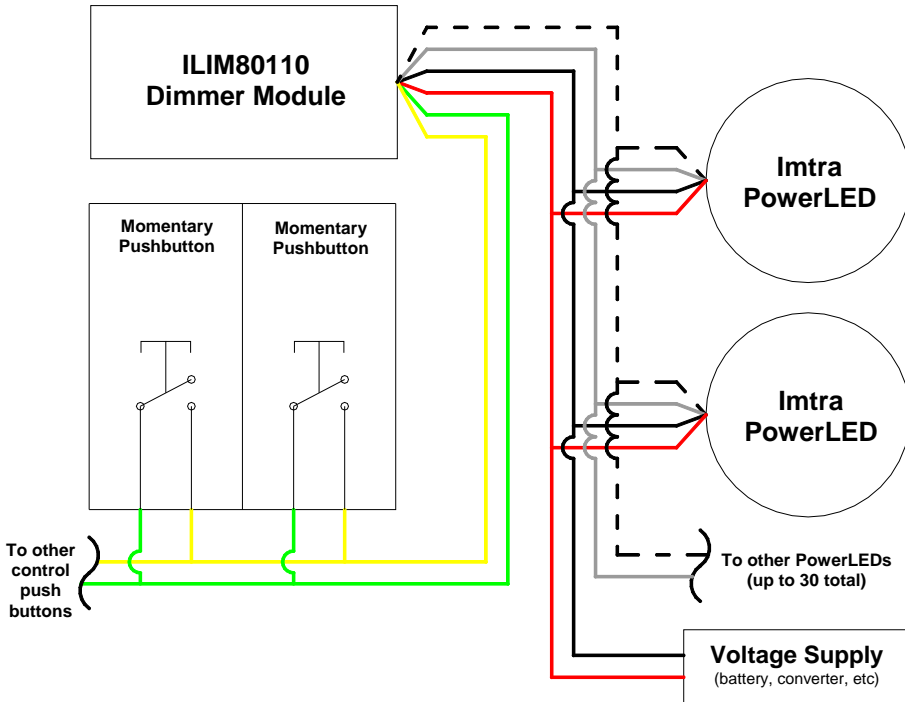 ILIM80110
Dimmer Module
Imtra
PowerLED
Momentary
Pushbutton
Momentary
Pushbutton
Imtra
PowerLED
To other
control
push
buttons
To other PowerLEDs
(up to 30 total)
Voltage Supply
(battery, converter, etc)